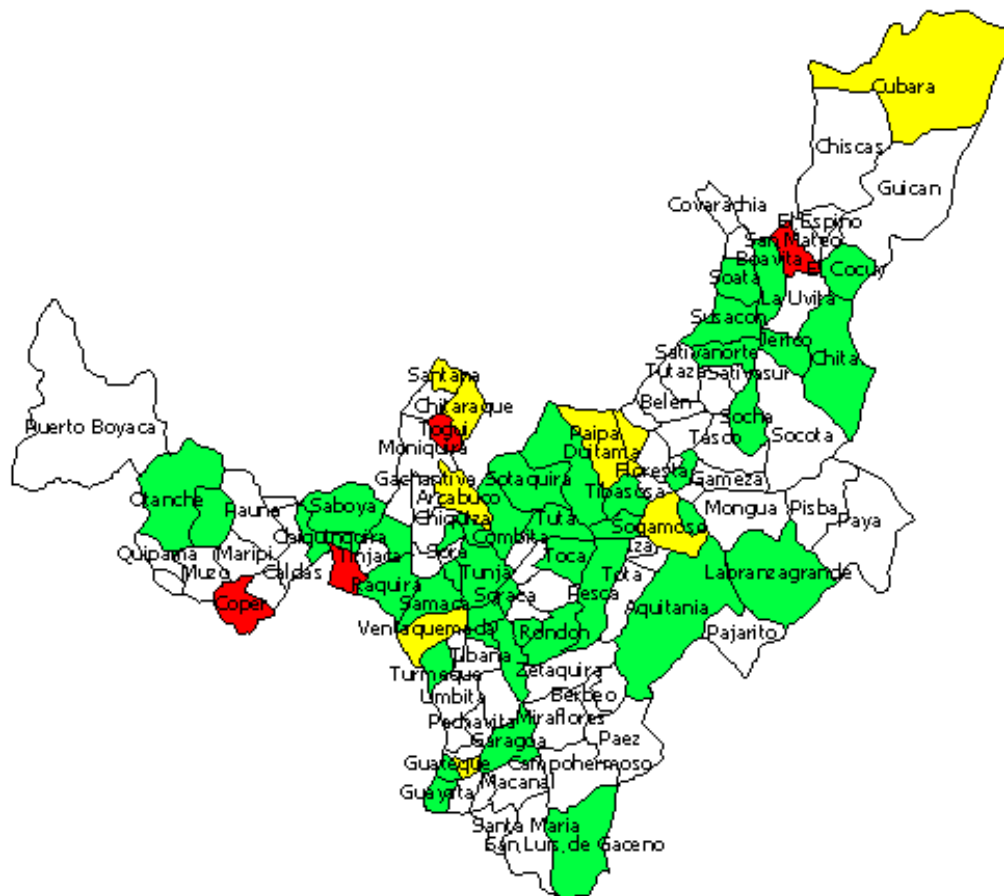 Cubara
Chiscas
Guican
Covarachia
El Espino
San Mateo
Boavita
El Cocuy
Soata
La Uvita
Susacon
Jerico
Sativanorte
Chita
Santana
Tutaza
Sativasur
Chitaraque
Belen
Socha
Togui
Paipa
Tasco
Socota
Puerto Boyaca
Moniquira
Duitama
Floresta
Gachantiva
Sotaquira
Gameza
Otanche
Arcabuco
Tibasosa
Mongua
Pisba
Paya
Pauna
Saboya
Chiquiza
Tuta
Sogamoso
Chiquinquira
Combita
Quipama
Maripi
Tinjaca
Sora
Toca
Iza
Muzo
Caldas
Raquira
Tunja
Tota
Labranzagrande
Coper
Samaca
Soraca
Pesca
Aquitania
Ventaquemada
Rondon
Pajarito
Tibana
Turmeque
Zetaquira
Umbita
Berbeo
Pachavita
Miraflores
Garagoa
Paez
Guateque
Campohermoso
Guayata
Macanal
Santa Maria
San Luis de Gaceno